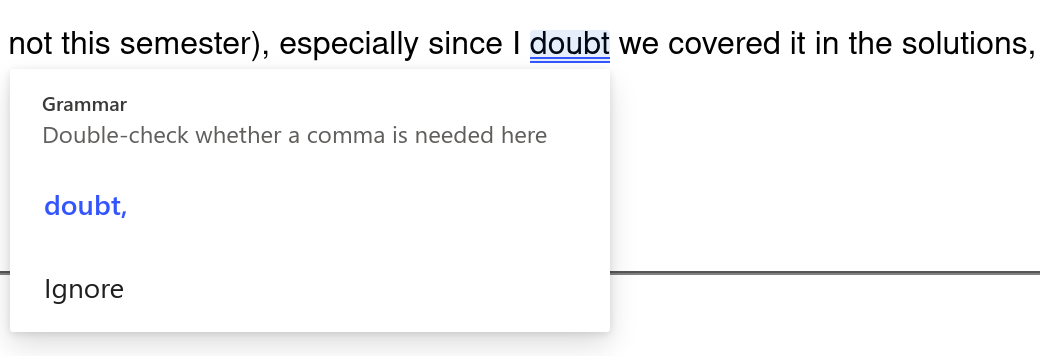 not this semester), especially since I doubt we covered it in the solutions,
Grammar
Double-check whether a comma is needed here
doubt,
Ignore